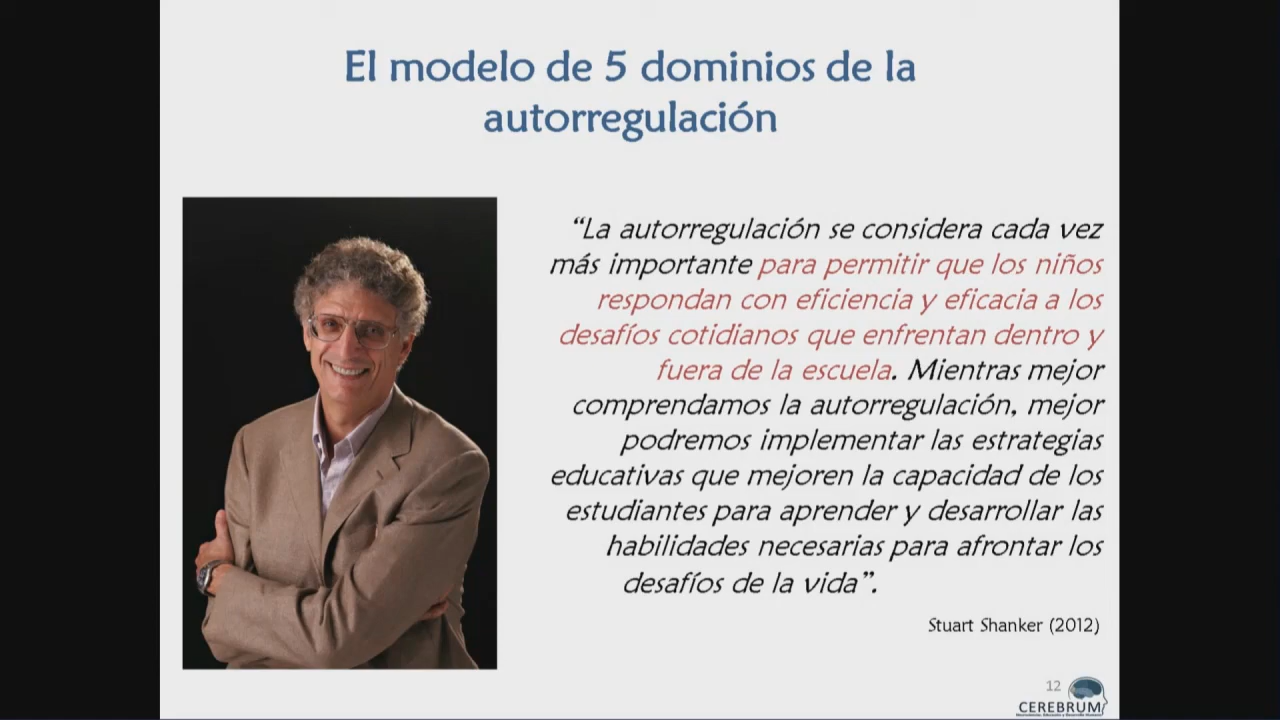 El modelo de 5 dominios de la
autorregulación
“La autorregulación se considera cada vez
más importante para permitir que los niños
respondan con eficiencia y eficacia a los
desafíos cotidianos que enfrentan dentro y
fuera de la escuela. Mientras mejor
comprendamos la autorregulación, mejor
podremos implementar las estrategias
educativas que mejoren la capacidad de los
estudiantes para aprender y desarrollar las
habilidades necesarias para afrontar los
desafíos de la vida”.
Stuart Shanker (2012)
12
CEREBRUM